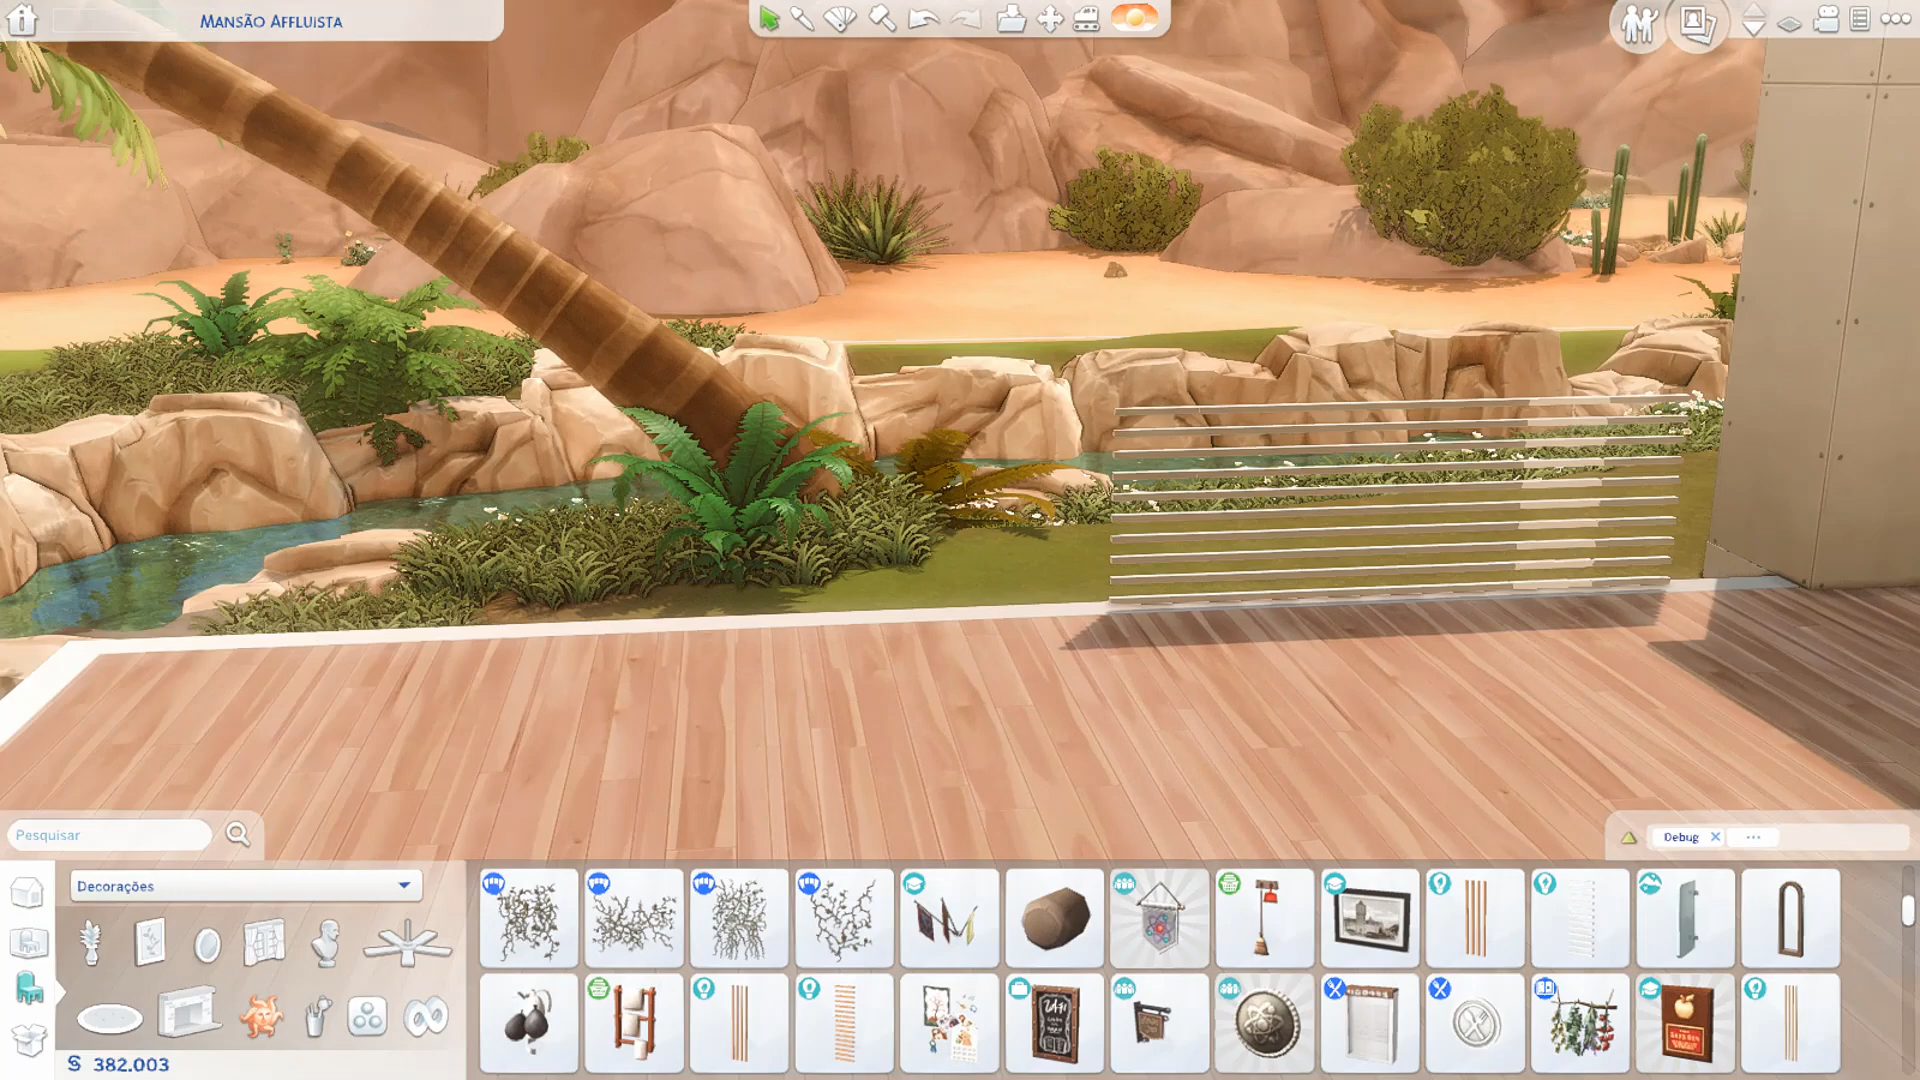 Mansão Affluista
Pesquisar
Debug
Decorações
382.003